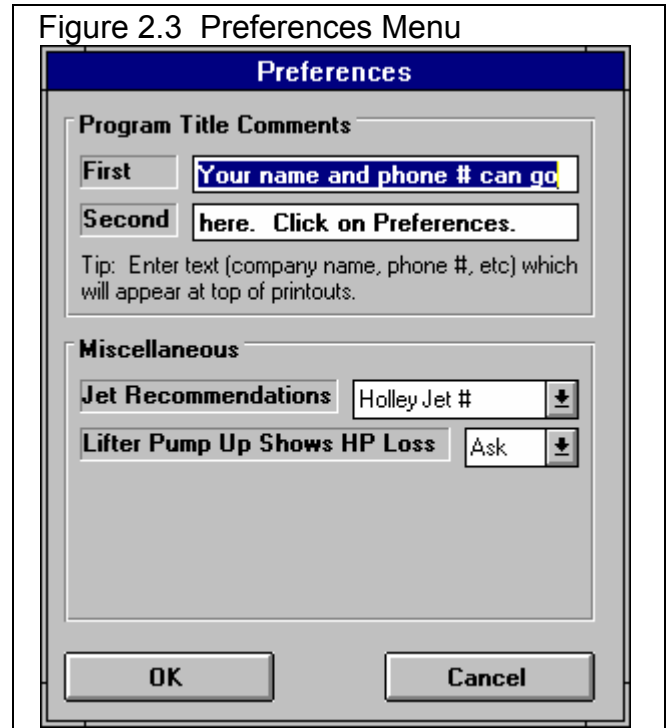 Figure 2.3  Preferences Menu
Preferences
Program Title Comments
First Your name and phone # can go
Second here.  Click on Preferences.
Tip:  Enter text (company name, phone #, etc) which
will appear at top of printouts.
Miscellaneous
Jet Recommendations Holley Jet #
Lifter Pump Up Shows HP Loss Ask
OK Cancel